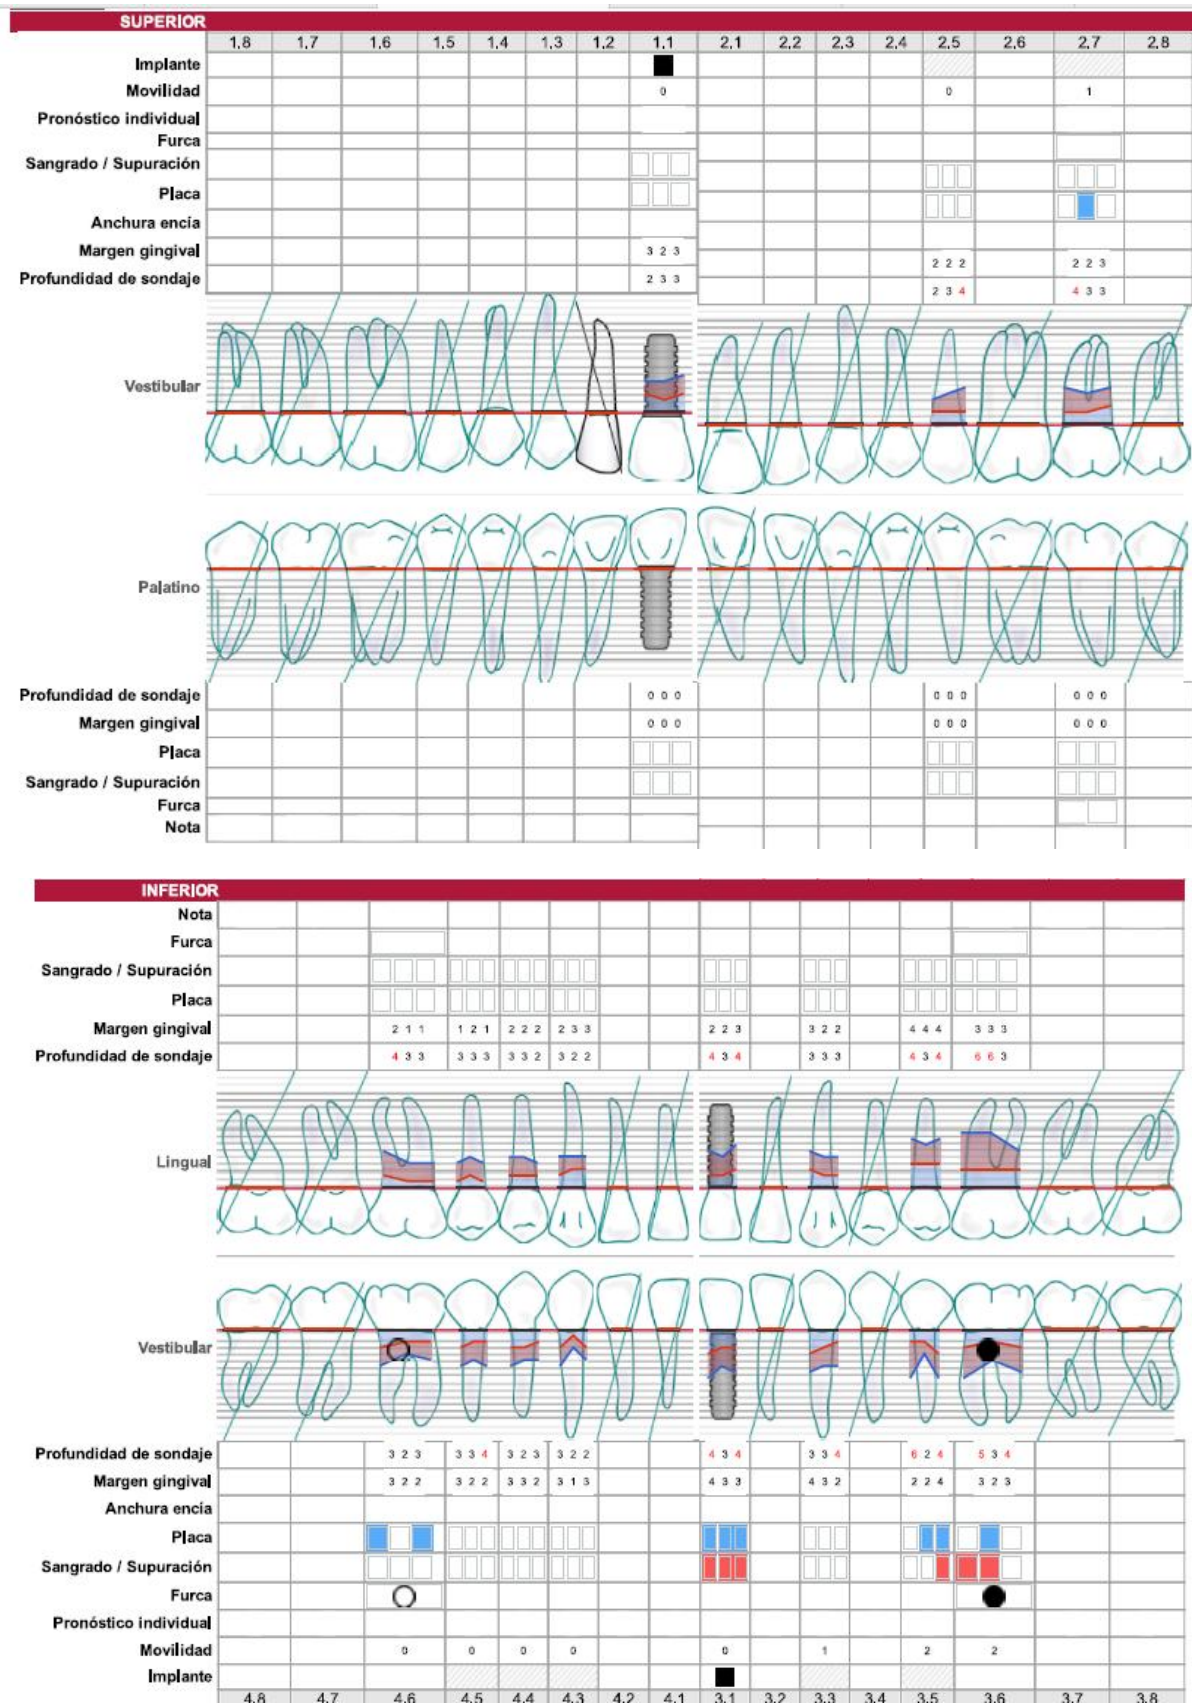 SUPERIOR
1.8 1.7 1.6 1.5 1.4 1.3 1.2 1.1 2.1 2.2 2.3 2.4 2.5 2.6 2.7 2.8
Implante
Movilidad 0 0 1
Pronóstico individual
Furca
Sangrado / Supuración
Placa
Anchura encía
Margen gingival 3 2 3 2 2 2 2 2 3
Profundidad de sondaje 2 3 3 2 3 4 4 3 3
Vestibular
Palatino
Profundidad de sondaje 0 0 0 0 0 0 0 0 0
Margen gingival 0 0 0 0 0 0 0 0 0
Placa
Sangrado / Supuración
Furca
Nota
INFERIOR
Nota
Furca
Sangrado / Supuración
Placa
Margen gingival 2 1 1 1 2 1 2 2 2 2 3 3 2 2 3 3 2 2 4 4 4 3 3 3
Profundidad de sondaje 4 3 3 3 3 3 3 3 2 3 2 2 4 3 4 3 3 3 4 3 4 6 6 3
Lingual
Vestibular
Profundidad de sondaje 3 2 3 3 3 4 3 2 3 3 2 2 4 3 4 3 3 4 6 2 4 5 3 4
Margen gingival 3 2 2 3 2 2 3 3 2 3 1 3 4 3 3 4 3 2 2 2 4 3 2 3
Anchura encía
Placa
Sangrado / Supuración
Furca
Pronóstico individual
Movilidad 0 0 0 0 0 1 2 2
Implante
4.8 4.7 4.6 4.5 4.4 4.3 4.2 4.1 3.1 3.2 3.3 3.4 3.5 3.6 3.7 3.8